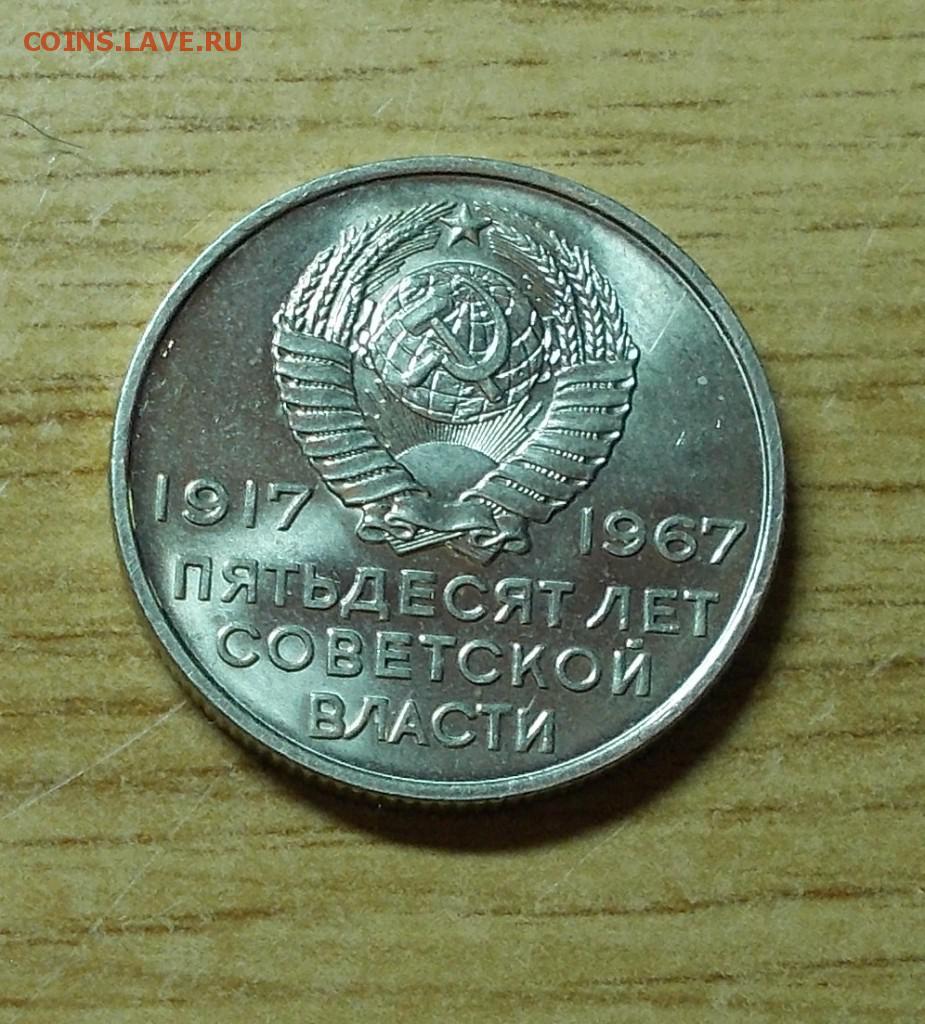 COINS.LAVE.RU
1917 1967
ПЯТЬДЕСЯТ ЛЕТ
СОВЕТСКОЙ
ВЛАСТИ